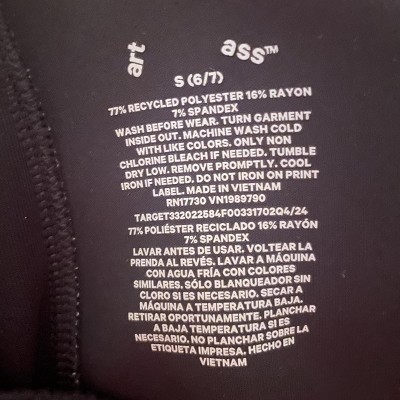 art ass™
S (6/7)
77% RECYCLED POLYESTER 16% RAYON
7% SPANDEX
WASH BEFORE WEAR. TURN GARMENT
INSIDE OUT. MACHINE WASH COLD
WITH LIKE COLORS. ONLY NON
CHLORINE BLEACH IF NEEDED. TUMBLE
DRY LOW. REMOVE PROMPTLY. COOL
IRON IF NEEDED. DO NOT IRON ON PRINT
LABEL. MADE IN VIETNAM
RN17730 VN1989790
TARGET332022584F00331702Q4/24
77% POLIÉSTER RECICLADO 16% RAYÓN
7% SPANDEX
LAVAR ANTES DE USAR. VOLTEAR LA
PRENDA AL REVÉS. LAVAR A MÁQUINA
CON AGUA FRÍA CON COLORES
SIMILARES. SÓLO BLANQUEADOR SIN
CLORO SI ES NECESARIO. SECAR A
MÁQUINA A TEMPERATURA BAJA.
RETIRAR OPORTUNAMENTE. PLANCHAR
A BAJA TEMPERATURA SI ES
NECESARIO. NO PLANCHAR SOBRE LA
ETIQUETA IMPRESA. HECHO EN
VIETNAM